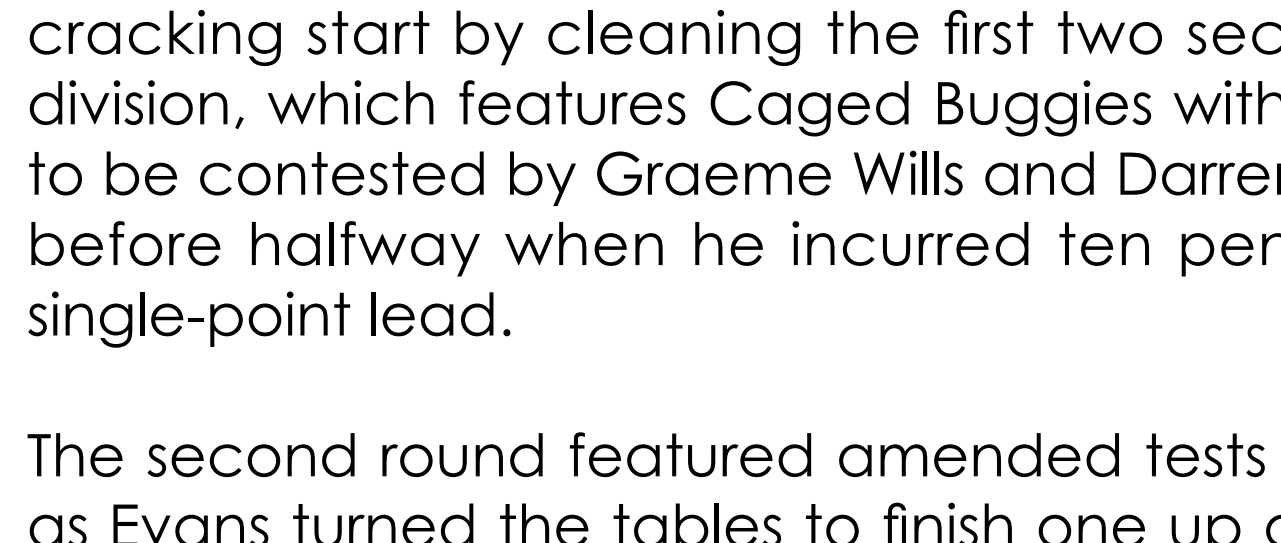 cracking start by cleaning the first two sec
division, which features Caged Buggies with
to be contested by Graeme Wills and Darren
before halfway when he incurred ten pen
single-point lead.
The second round featured amended tests
as Evans turned the tables to finish one up